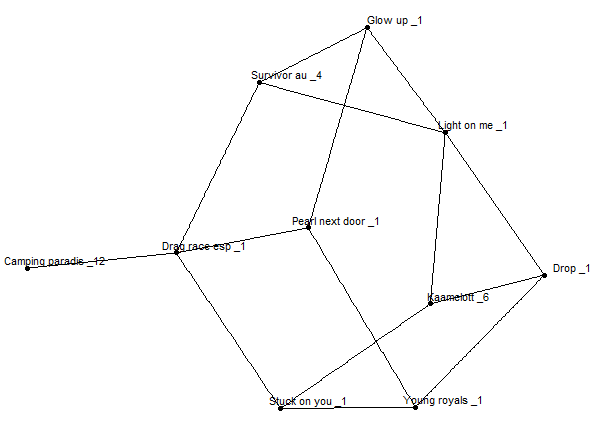 Glow up _1
Survivor au _4
Light on me _1
Pearl next door _1
Drag race esp _1
Camping paradis _12
Drop _1
Kaamelott _6
Stuck on you _1
Young royals _1